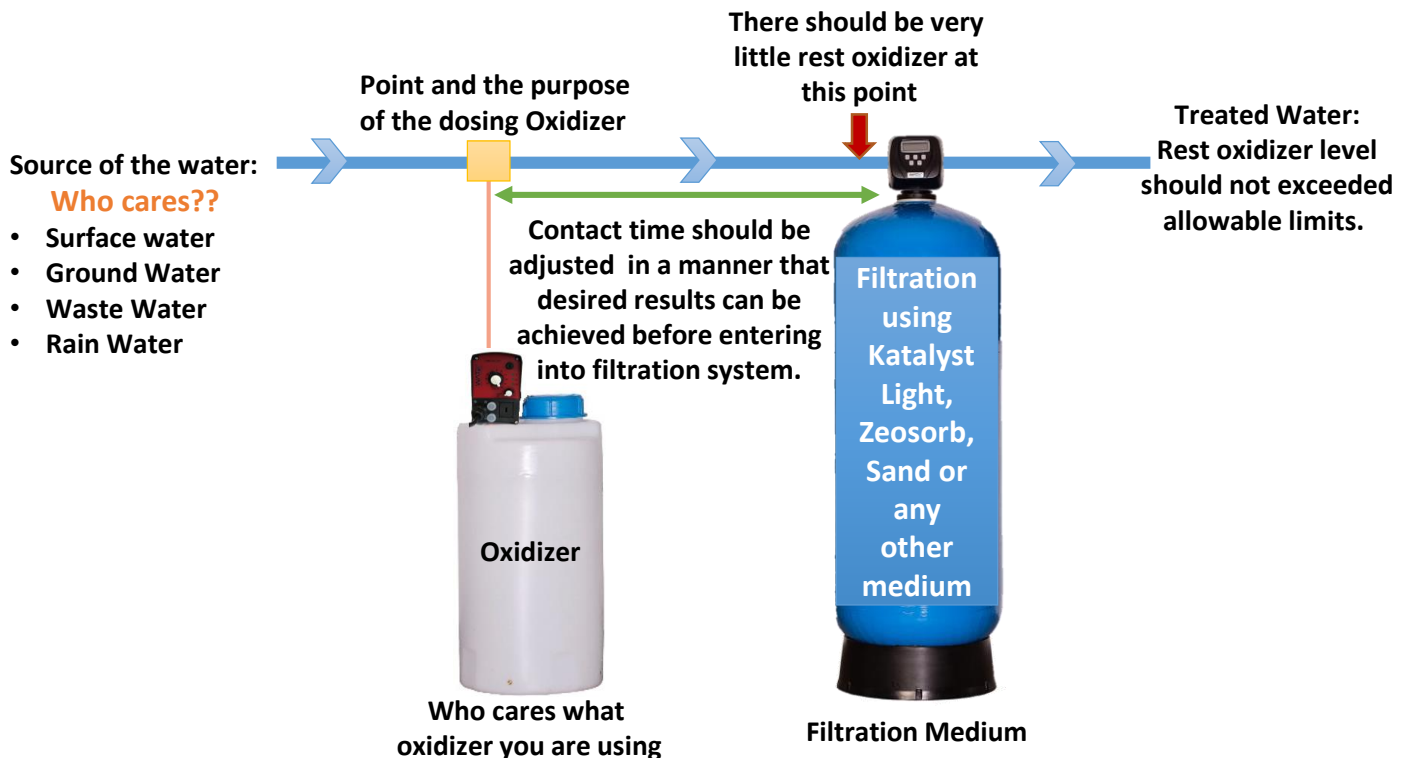 There should be very
little rest oxidizer at
this point
Point and the purpose
of the dosing Oxidizer
Treated Water:
Rest oxidizer level
should not exceeded
allowable limits.
Source of the water:
Who cares??
• Surface water
• Ground Water
• Waste Water
• Rain Water
Contact time should be
adjusted in a manner that
desired results can be
achieved before entering
into filtration system.
Filtration
using
Katalyst
Light,
Zeosorb,
Sand or
any
other
medium
Oxidizer
Who cares what
oxidizer you are using
Filtration Medium